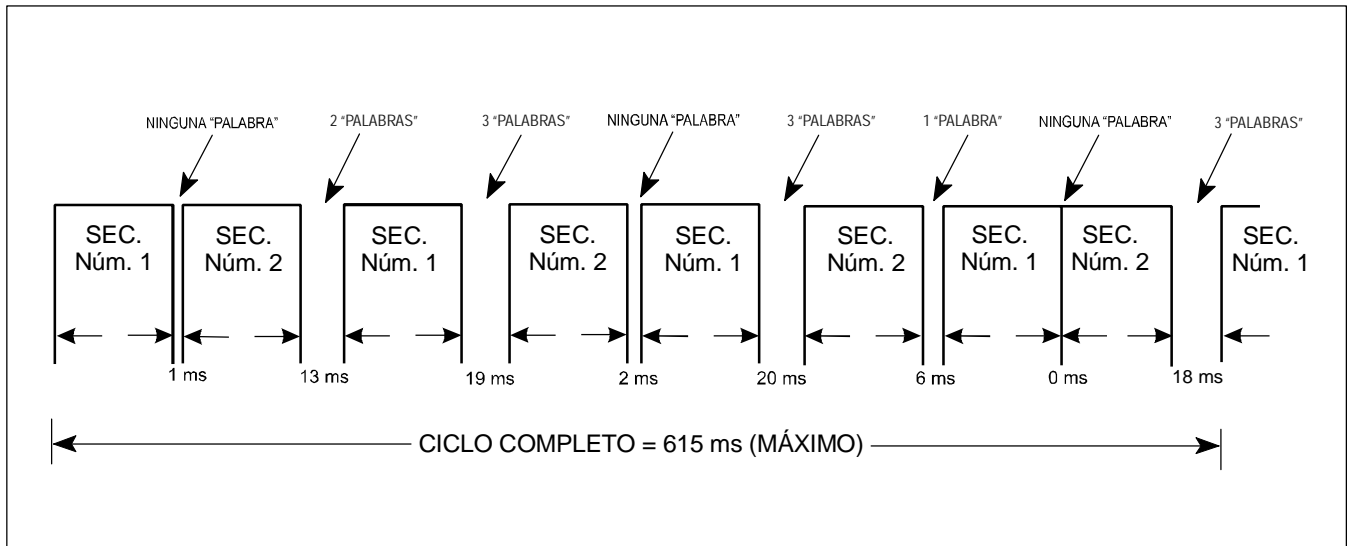 NINGUNA “PALABRA”
2 “PALABRAS”
3 “PALABRAS”
NINGUNA “PALABRA”
3 “PALABRAS”
1 “PALABRA”
NINGUNA “PALABRA”
3 “PALABRAS”
SEC.
Núm. 1
SEC.
Núm. 2
SEC.
Núm. 1
SEC.
Núm. 2
SEC.
Núm. 1
SEC.
Núm. 2
SEC.
Núm. 1
SEC.
Núm. 2
SEC.
Núm. 1
1 ms
13 ms
19 ms
2 ms
20 ms
6 ms
0 ms
18 ms
CICLO COMPLETO = 615 ms (MÁXIMO)